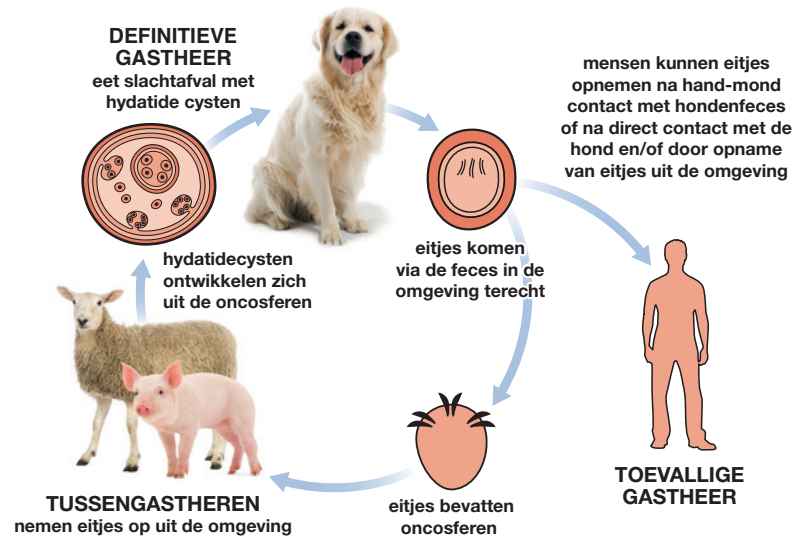 DEFINITIEVE
GASTHEER
eet slachtafval met
hydatide cysten
mensen kunnen eitjes
opnemen na hand-mond
contact met hondenfeces
of na direct contact met de
hond en/of door opname
van eitjes uit de omgeving
hydatidecysten
ontwikkelen zich
uit de oncosferen
eitjes komen
via de feces in de
omgeving terecht
TUSSENGASTHEREN
nemen eitjes op uit de omgeving
eitjes bevatten
oncosferen
TOEVALLIGE
GASTHEER